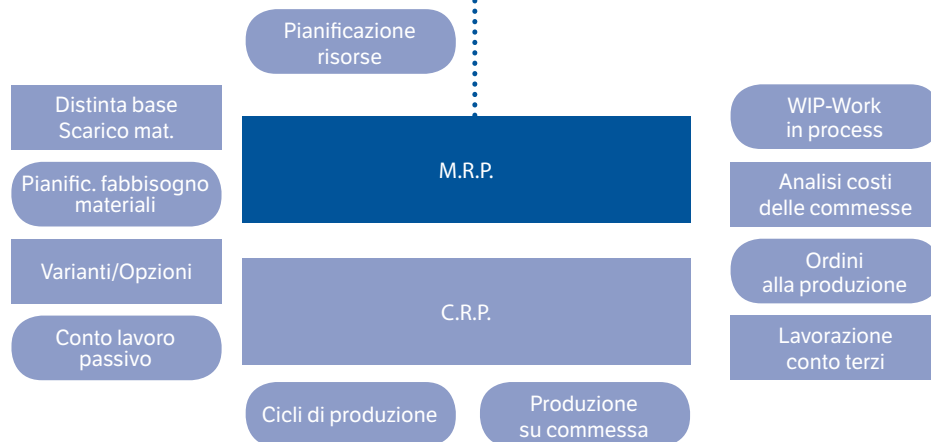 Pianificazione
risorse
Distinta base
Scarico mat.
Pianific. fabbisogno
materiali
Varianti/Opzioni
Conto lavoro
passivo
M.R.P.
C.R.P.
WIP-Work
in process
Analisi costi
delle commesse
Ordini
alla produzione
Lavorazione
conto terzi
Cicli di produzione
Produzione
su commessa